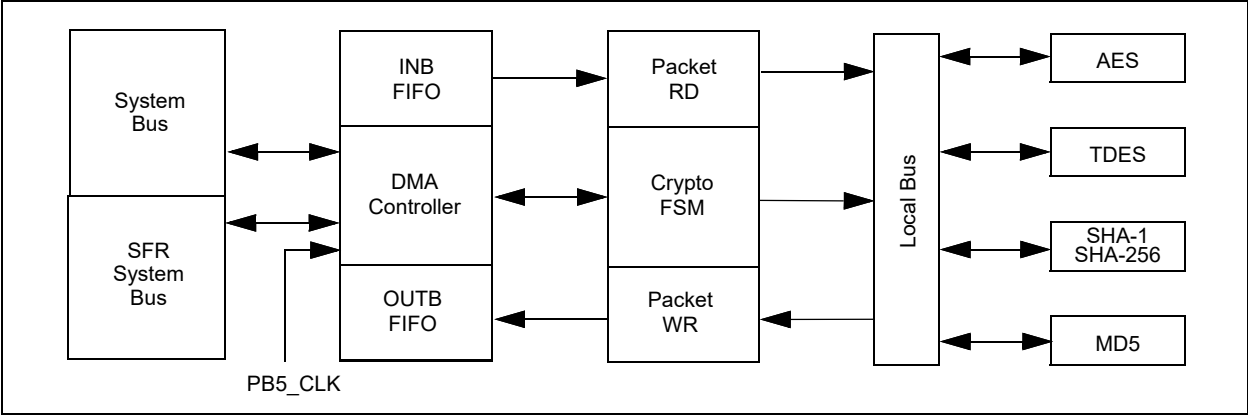 System
Bus
SFR
System
Bus
INB
FIFO
DMA
Controller
OUTB
FIFO
PB5_CLK
Packet
RD
Crypto
FSM
Packet
WR
Local Bus
AES
TDES
SHA-1
SHA-256
MD5